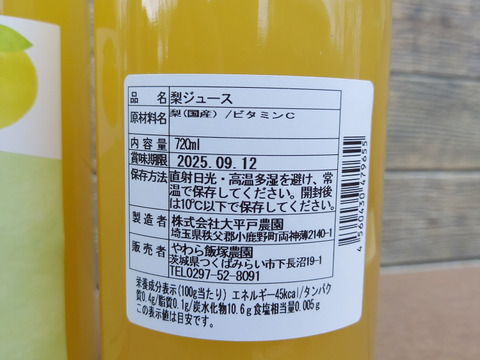 品名 梨ジュース
原材料名 梨(国産)/ビタミンC
内容量 720ml
賞味期限 2025.09.12
保存方法 直射日光・高温多湿を避け、常
温で保存してください。開封後
は10℃以下で保存してください。
製造者 株式会社大平戸農園
埼玉県秩父郡小鹿野町両神薄2140-1
販売者 やわら飯塚農園
茨城県つくばみらい市下長沼19-1
TEL0297-52-8091
栄養成分表示(100g当たり) エネルギー45kcal/タンパク
質0.4g/脂質0.1g/炭水化物10.6g食塩相当量0.005g
この表示値は目安です。
4560430479655